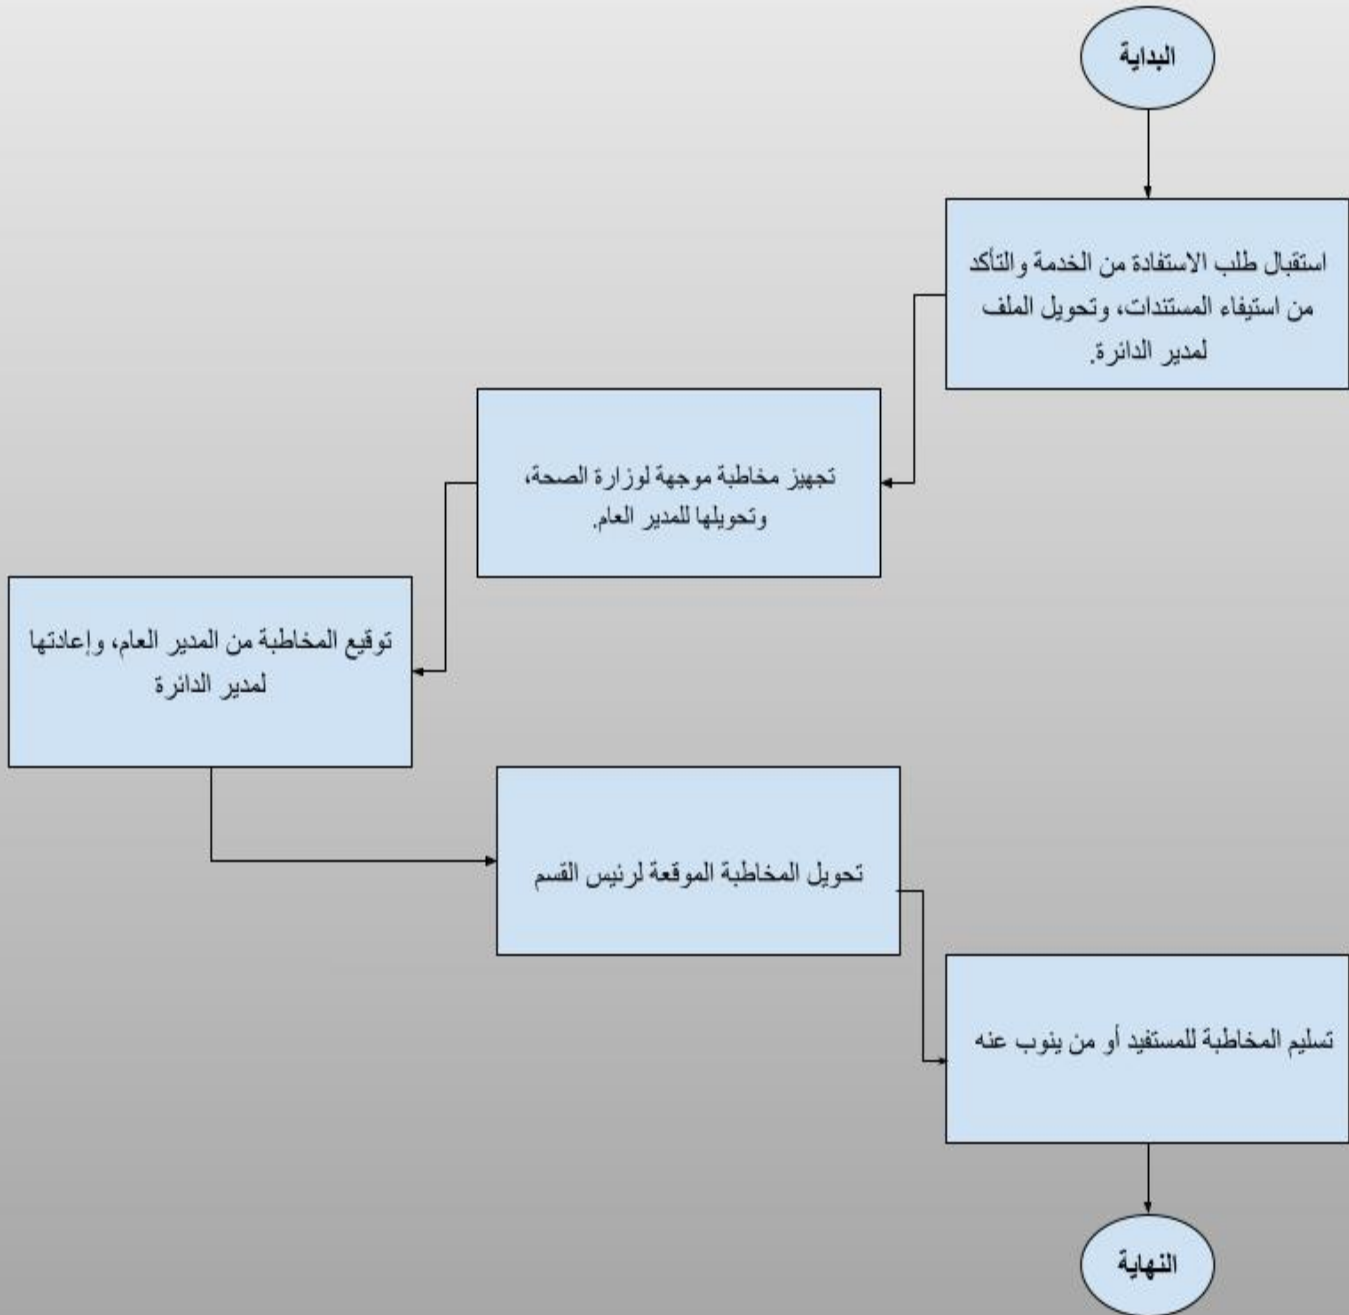 البداية
استقبال طلب الاستفادة من الخدمة والتأكد
من استيفاء المستندات، وتحويل الملف
لمدير الدائرة.
تجهيز مخاطبة موجهة لوزارة الصحة،
وتحويلها للمدير العام.
توقيع المخاطبة من المدير العام، وإعادتها
لمدير الدائرة
تحويل المخاطبة الموقعة لرئيس القسم
تسليم المخاطبة للمستفيد أو من ينوب عنه
النهاية